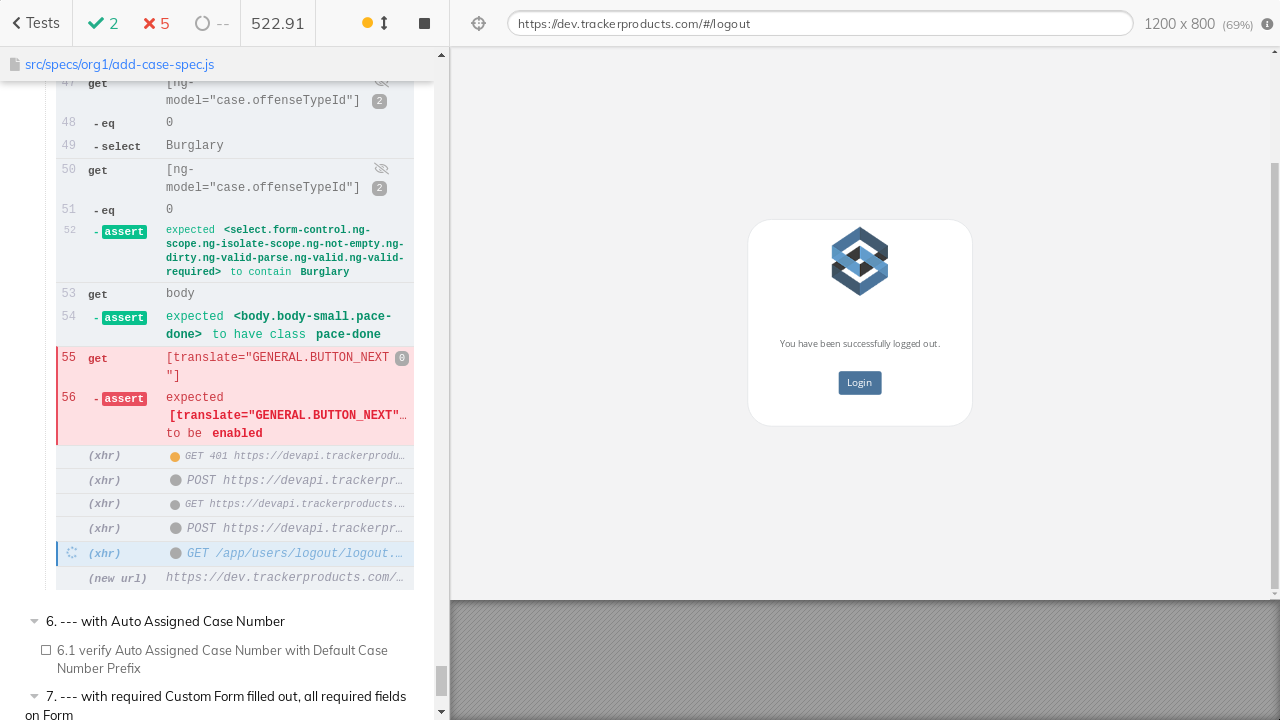 Tests 2 5 -- 522.91 https://dev.trackerproducts.com/#/logout 1200 x 800 (69%)
src/specs/org1/add-case-spec.js
47 get [ng-
model="case.offenseTypeId"] 2
48 - eq 0
49 - select Burglary
50 get [ng-
model="case.offenseTypeId"] 2
51 - eq 0
52 - assert expected <select.form-control.ng-
scope.ng-isolate-scope.ng-not-empty.ng-
dirty.ng-valid-parse.ng-valid.ng-valid-
required> to contain Burglary
53 get body
54 - assert expected <body.body-small.pace-
done> to have class pace-done
55 get [translate="GENERAL.BUTTON_NEXT 0
"]
56 - assert expected
[translate="GENERAL.BUTTON_NEXT"…
to be enabled
(xhr) GET 401 https://devapi.trackerprodu…
(xhr) POST https://devapi.trackerpr…
(xhr) GET https://devapi.trackerproducts.…
(xhr) POST https://devapi.trackerpr…
(xhr) GET /app/users/logout/logout.…
(new url) https://dev.trackerproducts.com/…
6. --- with Auto Assigned Case Number
6.1 verify Auto Assigned Case Number with Default Case
Number Prefix
7. --- with required Custom Form filled out, all required fields
on Form
You have been successfully logged out.
Login